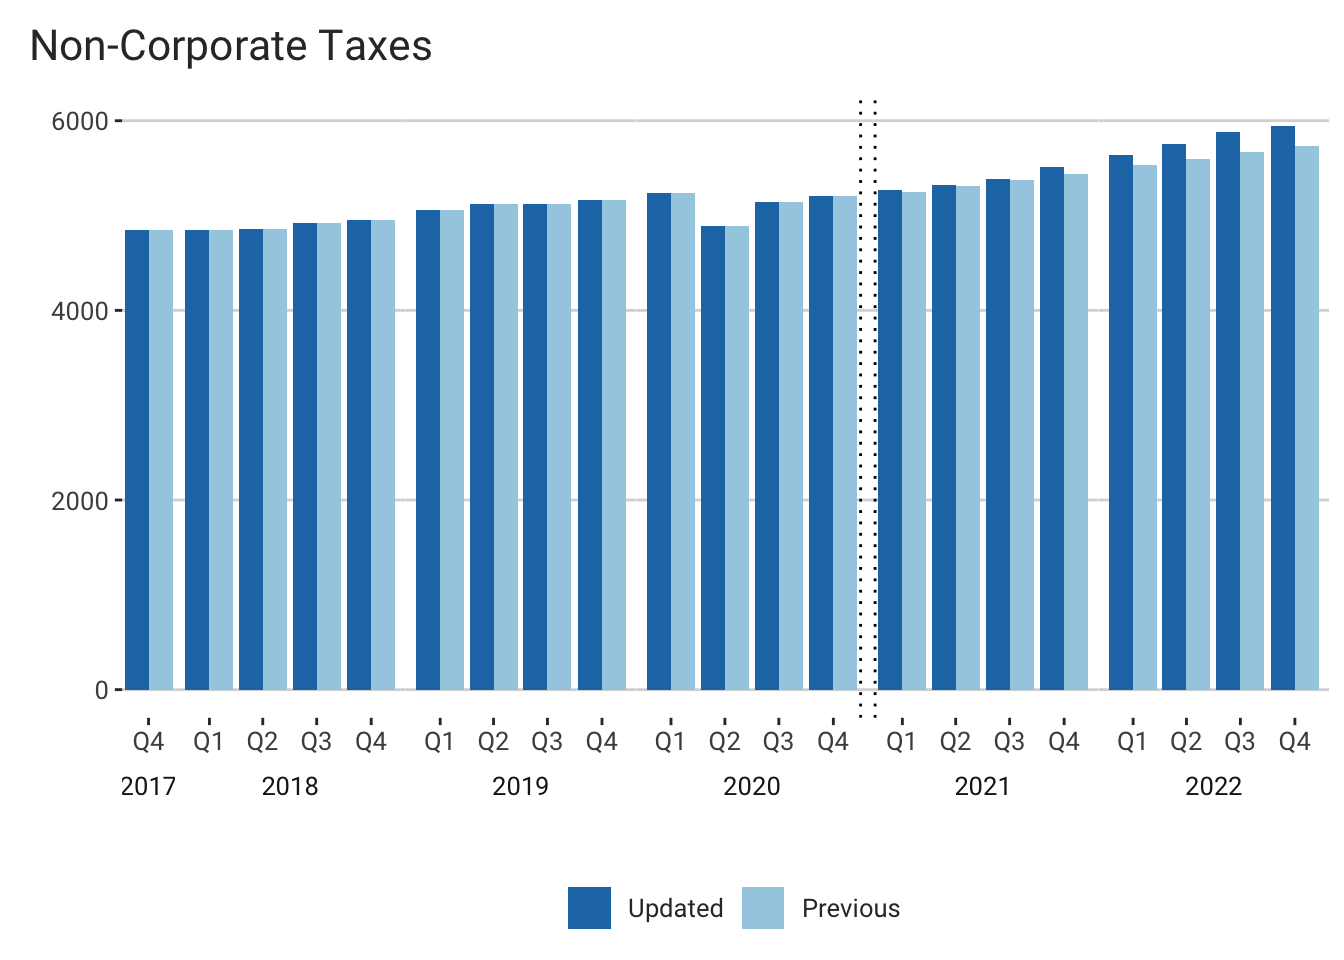 Non-Corporate Taxes
6000
4000
2000
0
Q4 Q1 Q2 Q3 Q4 Q1 Q2 Q3 Q4 Q1 Q2 Q3 Q4 Q1 Q2 Q3 Q4 Q1 Q2 Q3 Q4
2017 2018 2019 2020 2021 2022
Updated Previous